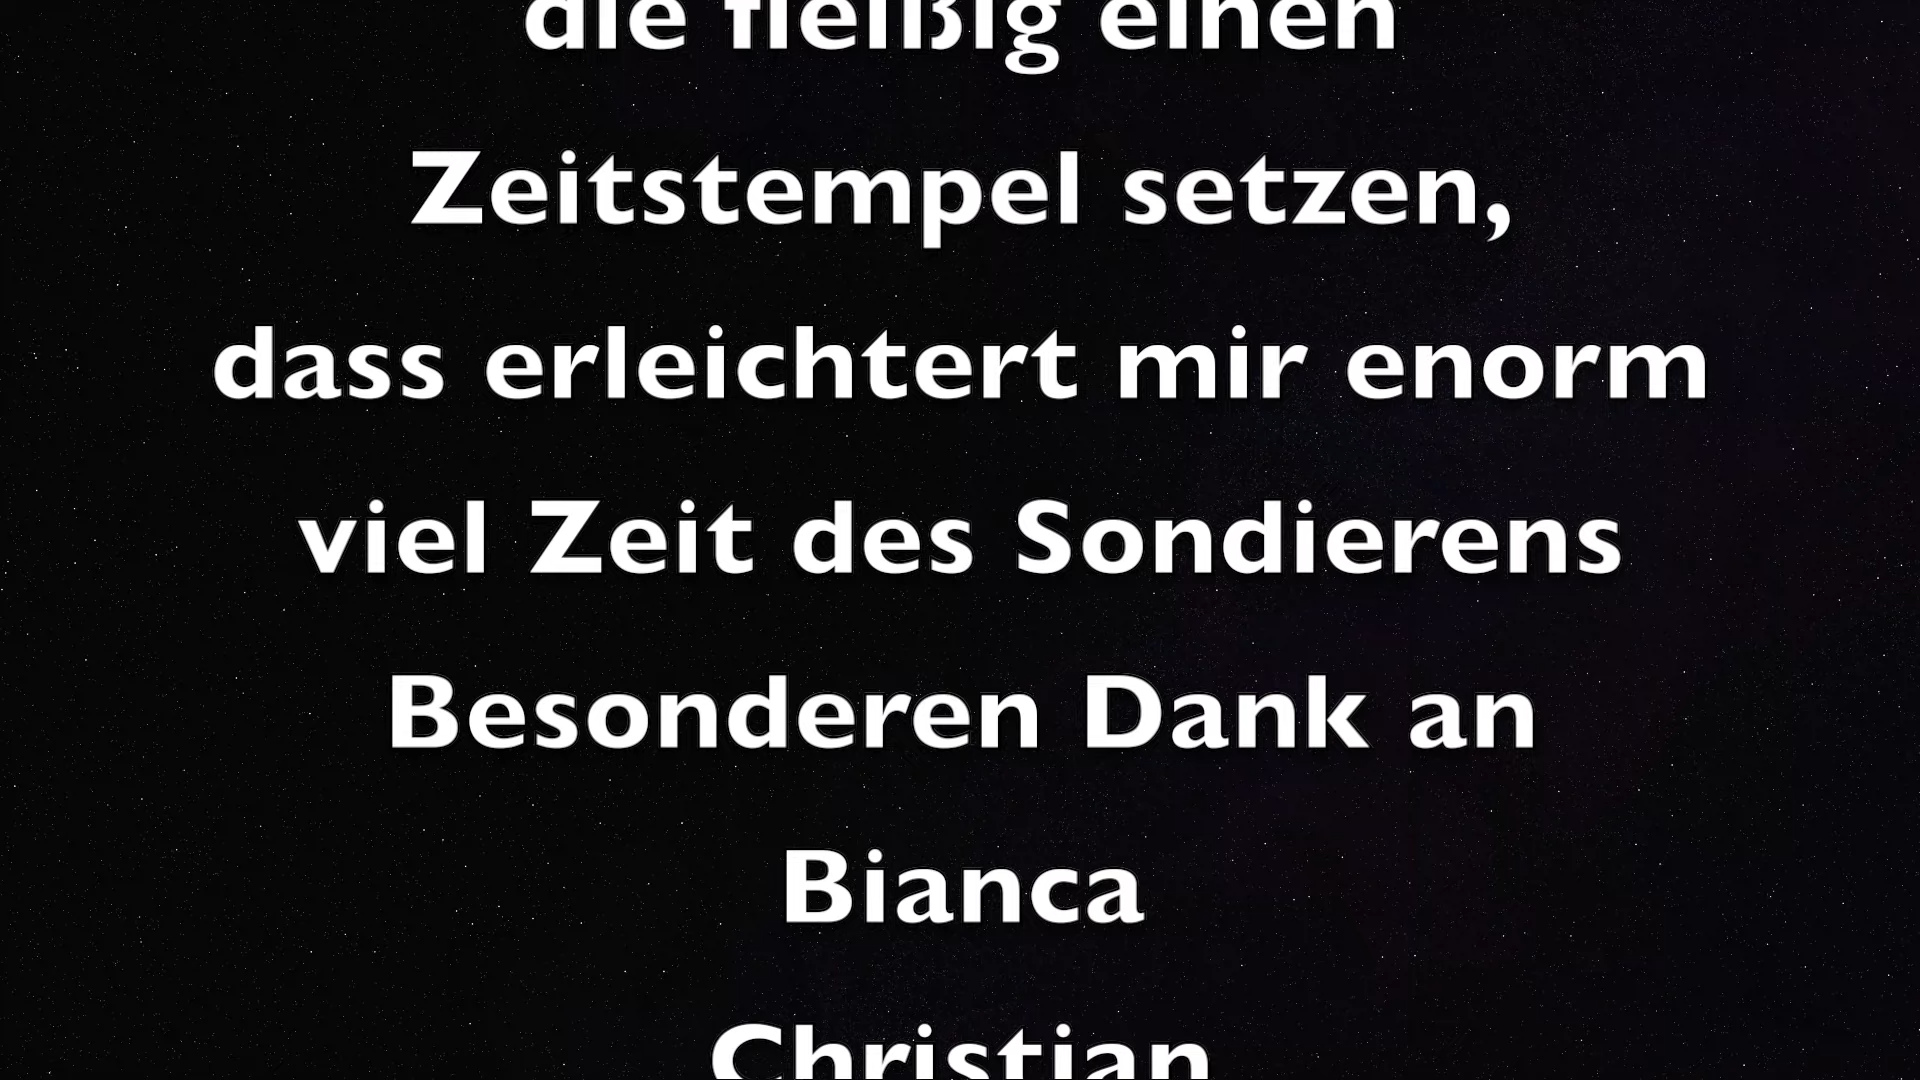 die fleißig einen
Zeitstempel setzen,
dass erleichtert mir enorm
viel Zeit des Sondierens
Besonderen Dank an
Bianca
Christian